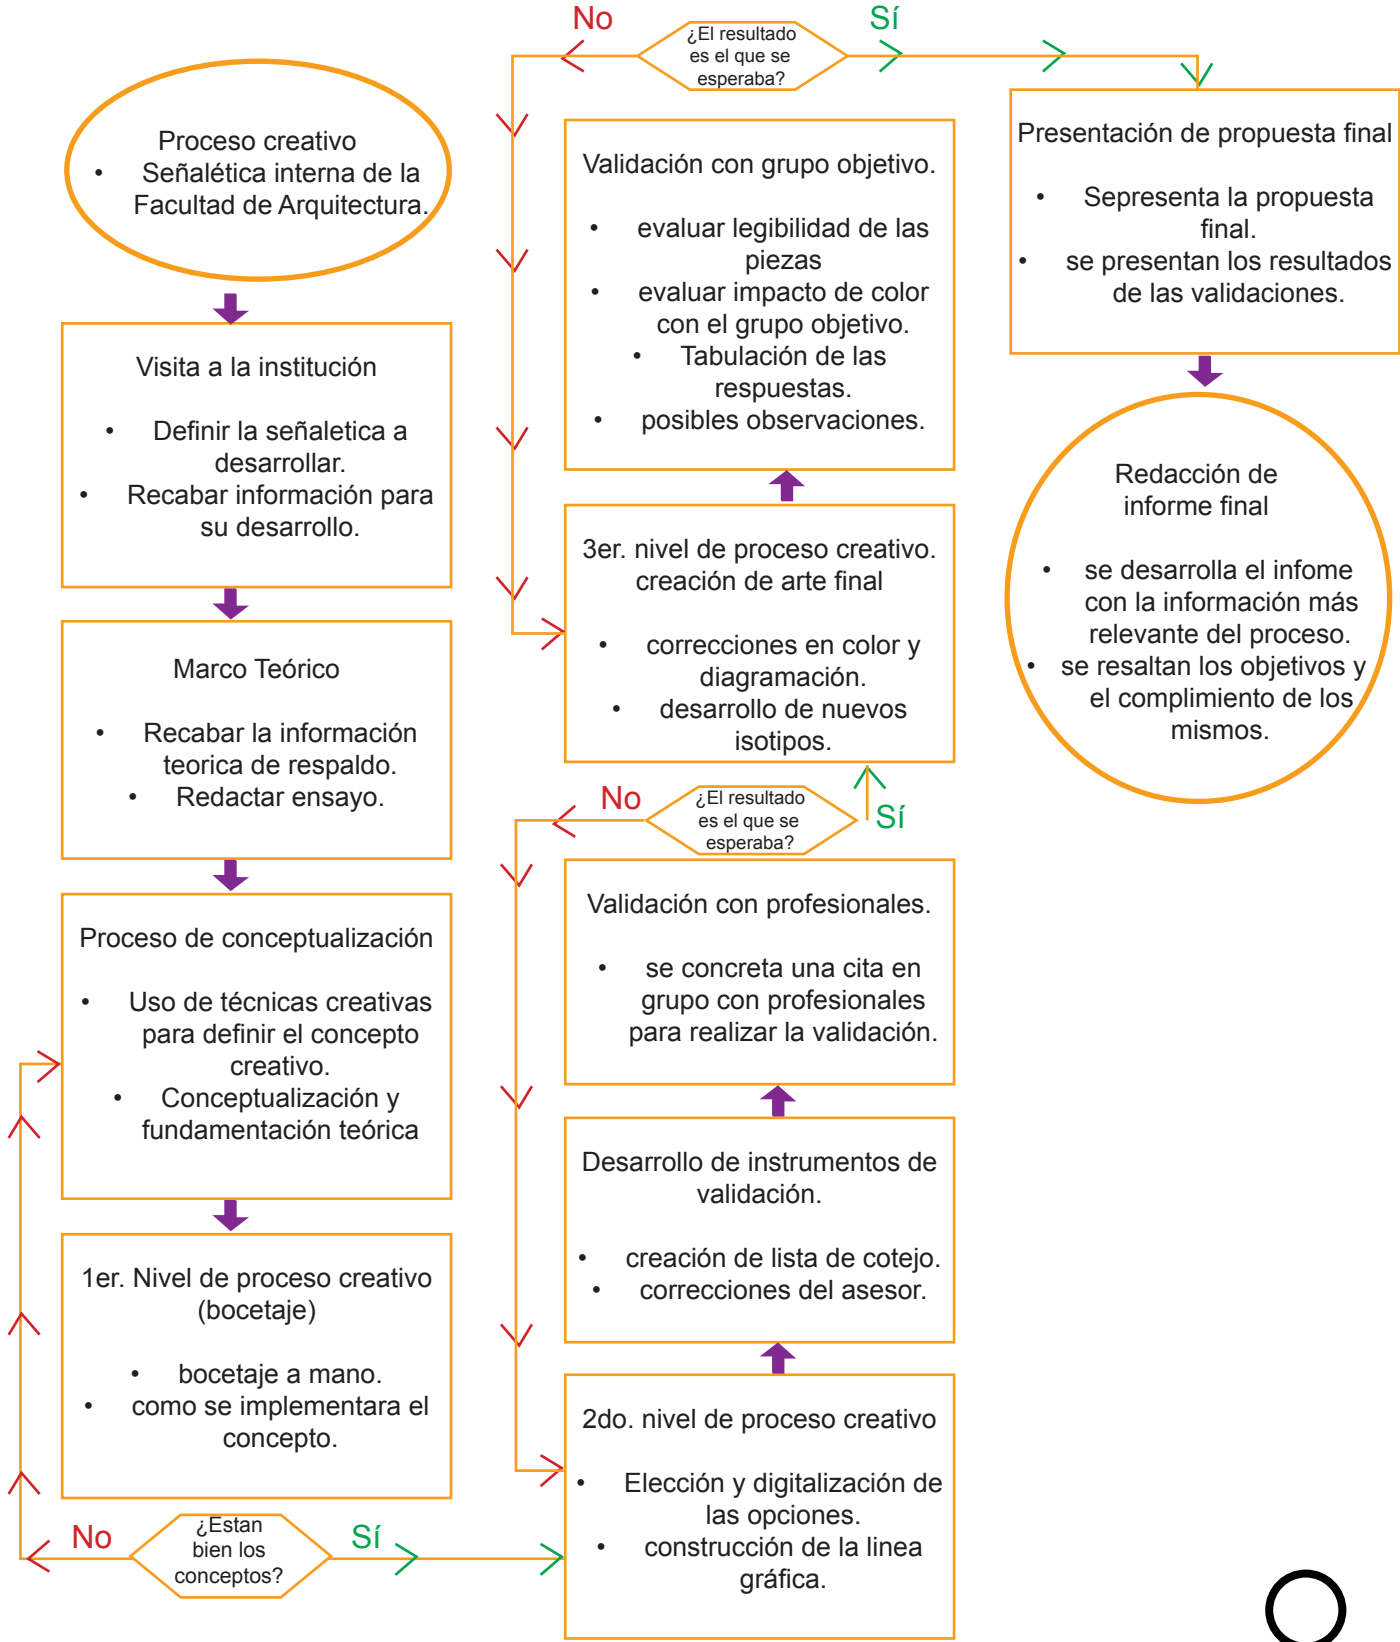 Proceso creativo
• Señalética interna de la
Facultad de Arquitectura.
Visita a la institución
• Definir la señaletica a
desarrollar.
• Recabar información para
su desarrollo.
Marco Teórico
• Recabar la información
teorica de respaldo.
• Redactar ensayo.
Proceso de conceptualización
• Uso de técnicas creativas
para definir el concepto
creativo.
• Conceptualización y
fundamentación teórica
1er. Nivel de proceso creativo
(bocetaje)
• bocetaje a mano.
• como se implementara el
concepto.
No
¿Estan
bien los
conceptos?
Sí
No
¿El resultado
es el que se
esperaba?
Sí
Validación con grupo objetivo.
• evaluar legibilidad de las
piezas
• evaluar impacto de color
con el grupo objetivo.
• Tabulación de las
respuestas.
• posibles observaciones.
3er. nivel de proceso creativo.
creación de arte final
• correcciones en color y
diagramación.
• desarrollo de nuevos
isotipos.
No
¿El resultado
es el que se
esperaba?
Sí
Validación con profesionales.
• se concreta una cita en
grupo con profesionales
para realizar la validación.
Desarrollo de instrumentos de
validación.
• creación de lista de cotejo.
• correcciones del asesor.
2do. nivel de proceso creativo
• Elección y digitalización de
las opciones.
• construcción de la linea
gráfica.
Presentación de propuesta final
• Sepresenta la propuesta
final.
• se presentan los resultados
de las validaciones.
Redacción de
informe final
• se desarrolla el infome
con la información más
relevante del proceso.
• se resaltan los objetivos y
el complimiento de los
mismos.